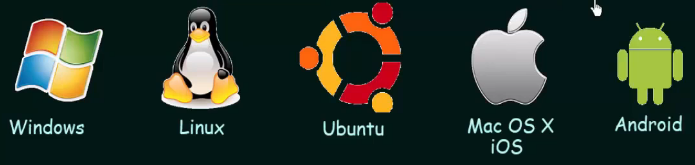 Windows
Linux
Ubuntu
Mac OS X
iOS
Android